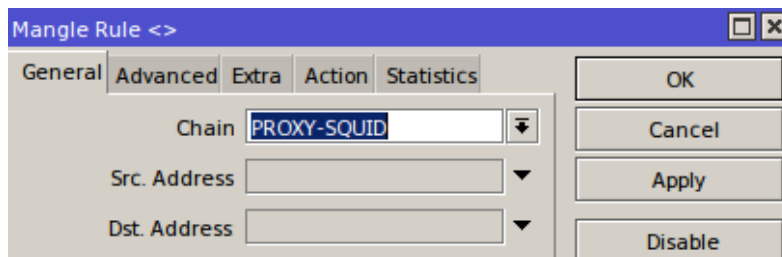 Mangle Rule <>
General Advanced Extra Action Statistics OK
Chain PROXY-SQUID Cancel
Src. Address Apply
Dst. Address
Disable